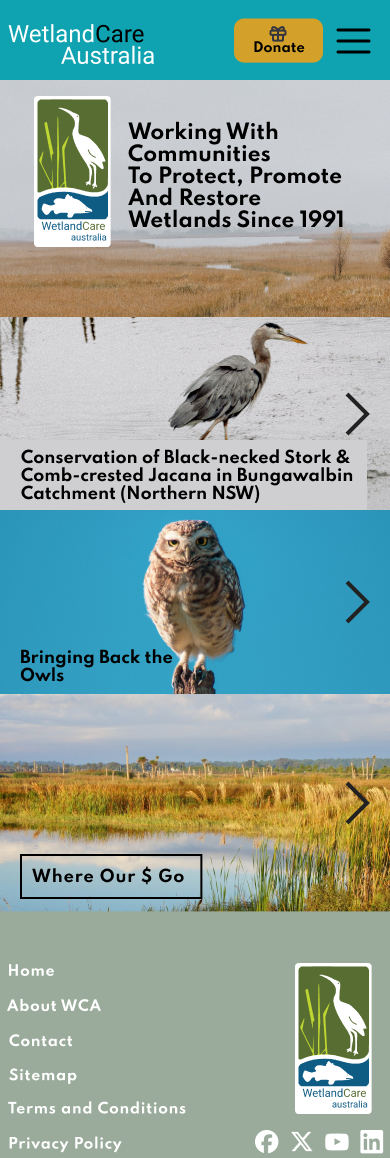 WetlandCare
Australia
Donate
WetlandCare
australia
Working With
Communities
To Protect, Promote
And Restore
Wetlands Since 1991
Conservation of Black-necked Stork &
Comb-crested Jacana in Bungawalbin
Catchment (Northern NSW)
Bringing Back the
Owls
Where Our $ Go
Home
About WCA
Contact
Sitemap
Terms and Conditions
Privacy Policy
WetlandCare
australia